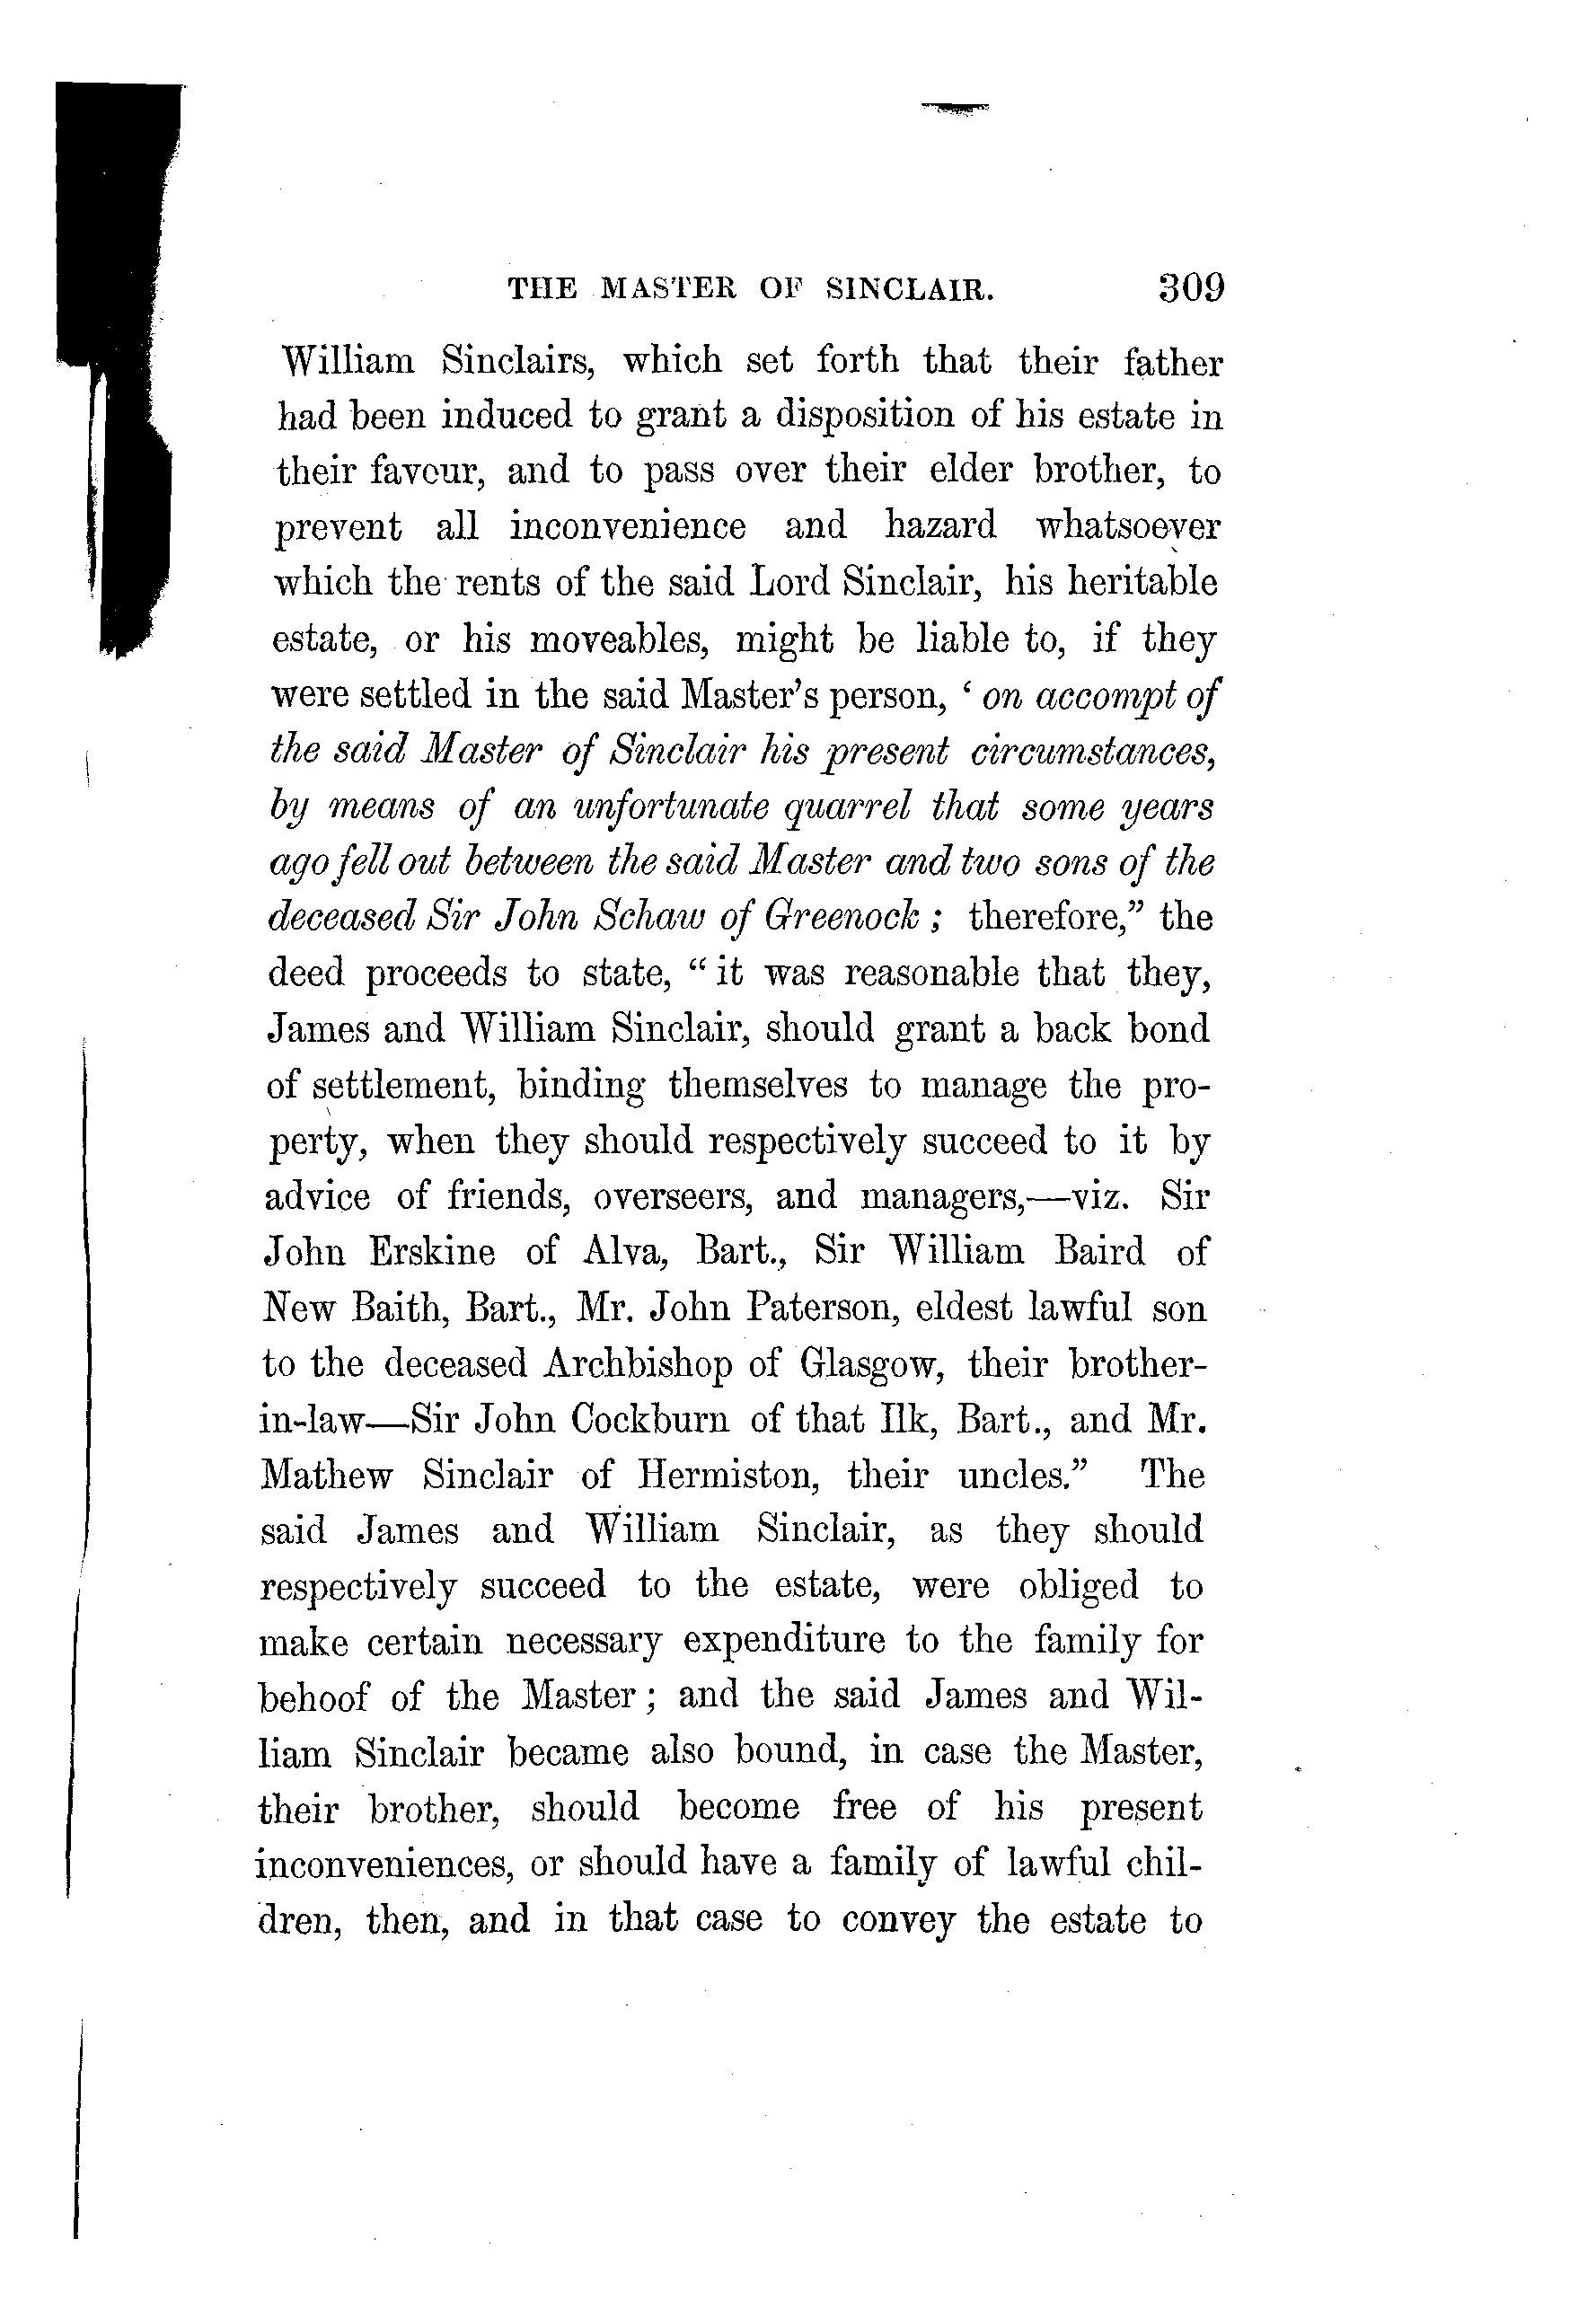 THE MASTER OF SINCLAIR. 309
William Sinclairs, which set forth that their father
had been induced to grant a disposition of his estate in
their favour, and to pass over their elder brother, to
prevent all inconvenience and hazard whatsoever
which the rents of the said Lord Sinclair, his heritable
estate, or his moveables, might be liable to, if they
were settled in the said Master's person, ‘ on accompt of
the said Master of Sinclair his present circumstances,
by means of an unfortunate quarrel that some years
ago fell out between the said Master and two sons of the
deceased Sir John Schaw of Greenock ; therefore,” the
deed proceeds to state, “ it was reasonable that they,
James and William Sinclair, should grant a back bond
of settlement, binding themselves to manage the pro-
perty, when they should respectively succeed to it by
advice of friends, overseers, and managers,—viz. Sir
John Erskine of Alva, Bart., Sir William Baird of
New Baith, Bart., Mr. John Paterson, eldest lawful son
to the deceased Archbishop of Glasgow, their brother-
in-law—Sir John Cockburn of that Ilk, Bart., and Mr.
Mathew Sinclair of Hermiston, their uncles.” The
said James and William Sinclair, as they should
respectively succeed to the estate, were obliged to
make certain necessary expenditure to the family for
behoof of the Master ; and the said James and Wil-
liam Sinclair became also bound, in case the Master,
their brother, should become free of his present
inconveniences, or should have a family of lawful chil-
dren, then, and in that case to convey the estate to